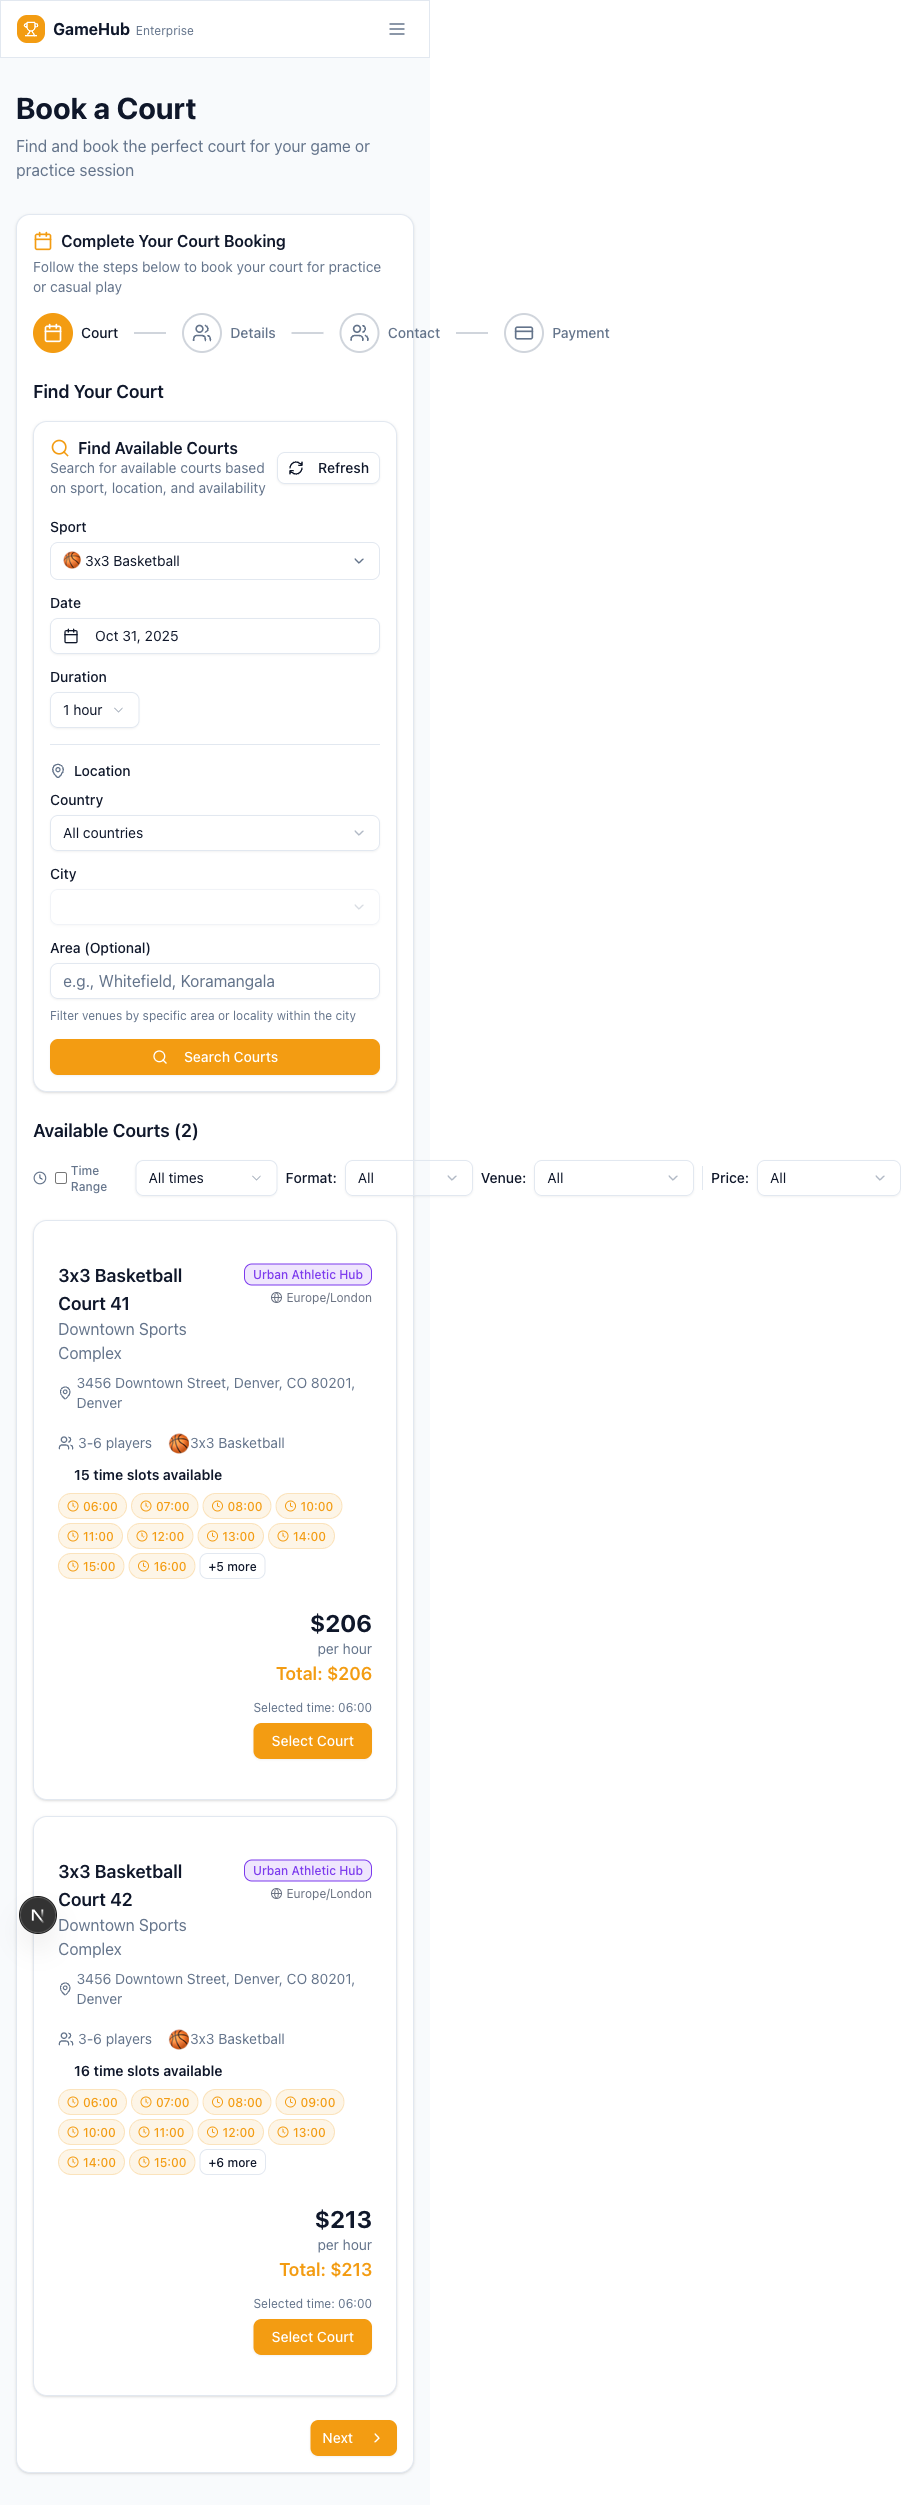 GameHub Enterprise
Book a Court
Find and book the perfect court for your game or
practice session
Complete Your Court Booking
Follow the steps below to book your court for practice
or casual play
Court Details Contact Payment
Find Your Court
Find Available Courts
Search for available courts based
on sport, location, and availability
Refresh
Sport
3x3 Basketball
Date
Oct 31, 2025
Duration
1 hour
Location
Country
All countries
City
Area (Optional)
e.g., Whitefield, Koramangala
Filter venues by specific area or locality within the city
Search Courts
Available Courts (2)
Time
Range
All times Format: All Venue: All Price: All
3x3 Basketball
Court 41
Urban Athletic Hub
Europe/London
Downtown Sports
Complex
3456 Downtown Street, Denver, CO 80201,
Denver
3-6 players 3x3 Basketball
15 time slots available
06:00 07:00 08:00 10:00
11:00 12:00 13:00 14:00
15:00 16:00 +5 more
$206
per hour
Total: $206
Selected time: 06:00
Select Court
3x3 Basketball
Court 42
Urban Athletic Hub
Europe/London
N
Downtown Sports
Complex
3456 Downtown Street, Denver, CO 80201,
Denver
3-6 players 3x3 Basketball
16 time slots available
06:00 07:00 08:00 09:00
10:00 11:00 12:00 13:00
14:00 15:00 +6 more
$213
per hour
Total: $213
Selected time: 06:00
Select Court
Next